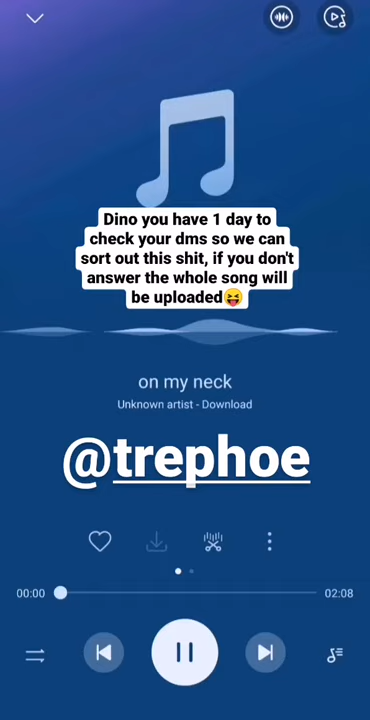 Dino you have 1 day to
check your dms so we can
sort out this shit, if you don't
answer the whole song will
be uploaded😝
on my neck
Unknown artist - Download
@trephoe
00:00 02:08